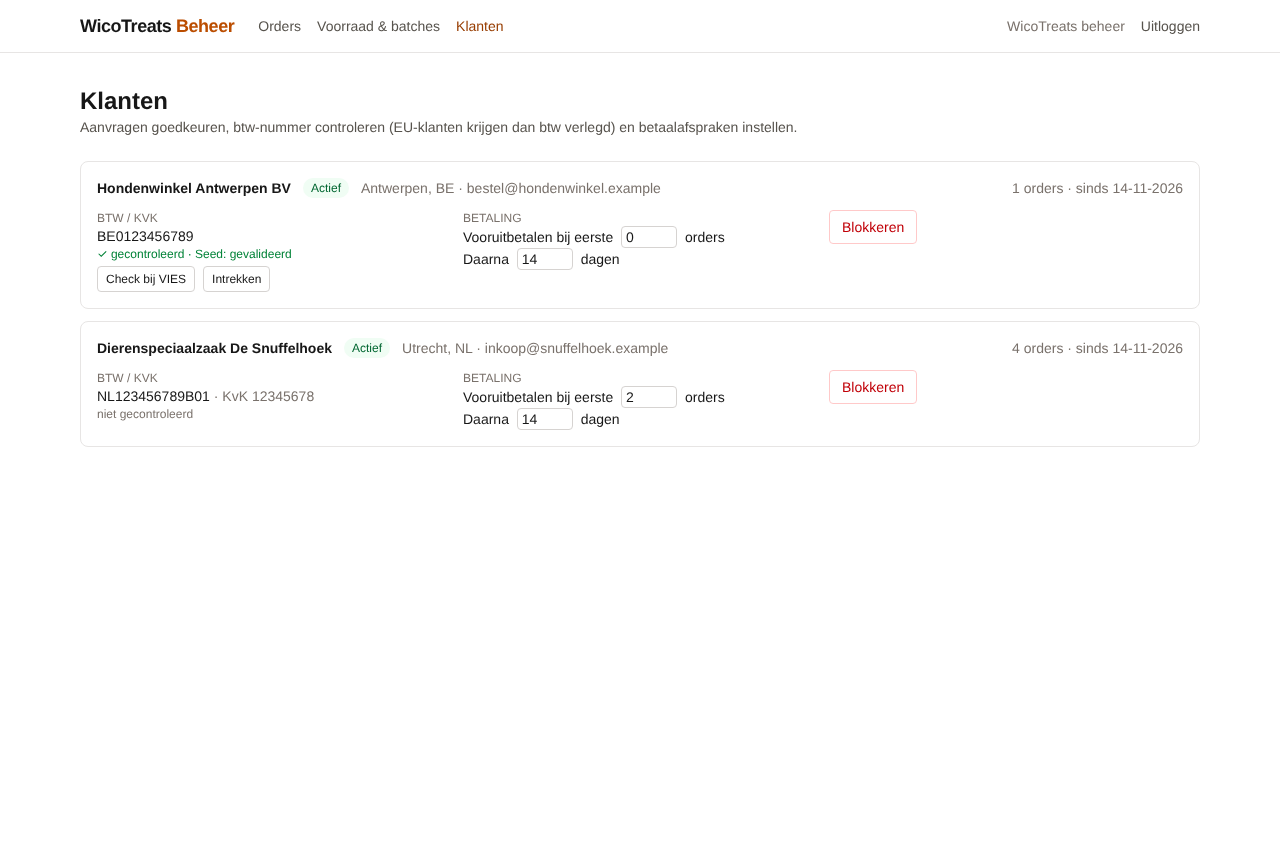 WicoTreats Beheer Orders Voorraad & batches Klanten WicoTreats beheer Uitloggen
Klanten
Aanvragen goedkeuren, btw-nummer controleren (EU-klanten krijgen dan btw verlegd) en betaalafspraken instellen.
Hondenwinkel Antwerpen BV Actief Antwerpen, BE · bestel@hondenwinkel.example 1 orders · sinds 14-11-2026
BTW / KVK
BE0123456789
✓ gecontroleerd · Seed: gevalideerd
Check bij VIES Intrekken
BETALING
Vooruitbetalen bij eerste 0 orders
Daarna 14 dagen
Blokkeren
Dierenspeciaalzaak De Snuffelhoek Actief Utrecht, NL · inkoop@snuffelhoek.example 4 orders · sinds 14-11-2026
BTW / KVK
NL123456789B01 · KvK 12345678
niet gecontroleerd
BETALING
Vooruitbetalen bij eerste 2 orders
Daarna 14 dagen
Blokkeren